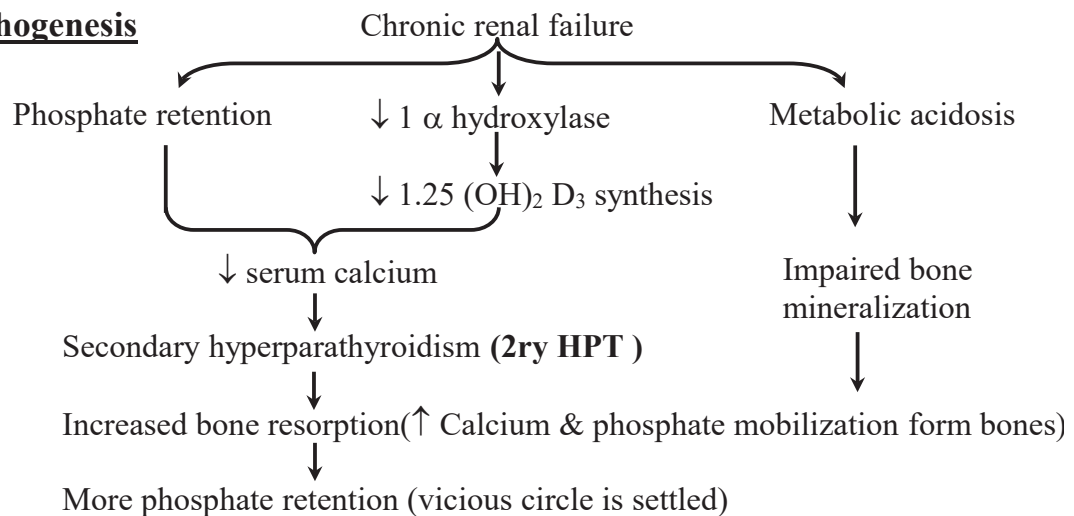 hogenesis
Chronic renal failure
Phosphate retention
↓ 1 α hydroxylase
Metabolic acidosis
↓ 1.25 (OH)₂ D₃ synthesis
↓ serum calcium
Impaired bone
mineralization
Secondary hyperparathyroidism (2ry HPT )
Increased bone resorption(↑ Calcium & phosphate mobilization form bones)
More phosphate retention (vicious circle is settled)